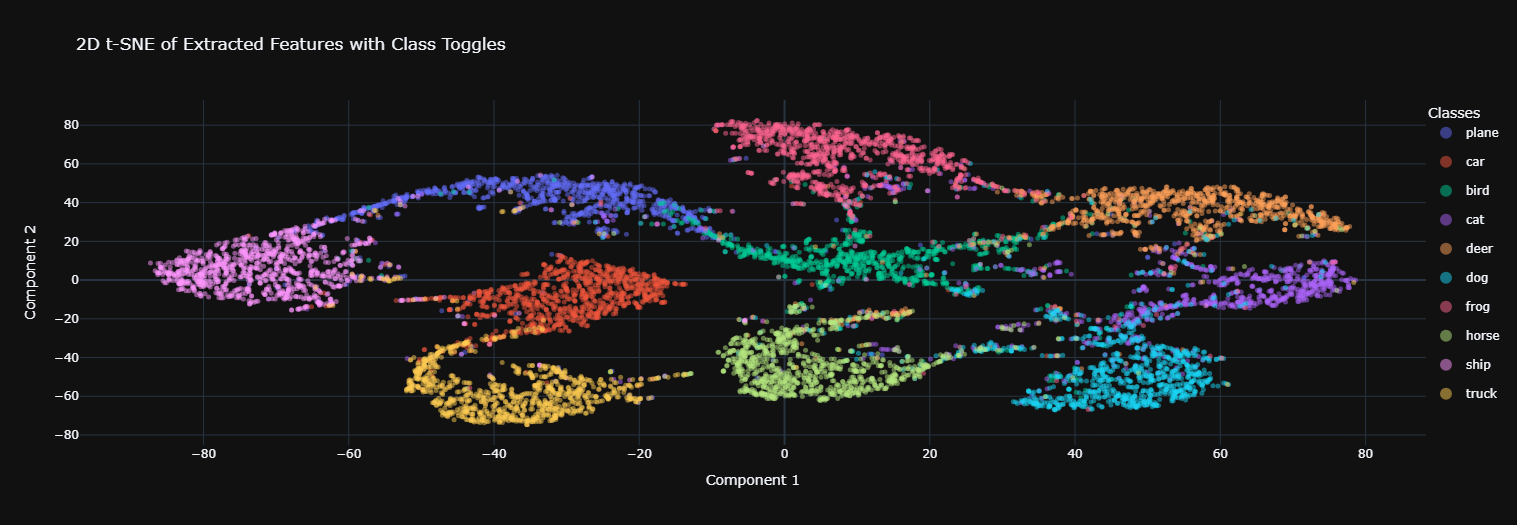 2D t-SNE of Extracted Features with Class Toggles
Classes
plane
car
bird
cat
deer
dog
frog
horse
ship
truck
80
60
40
20
0
−20
−40
−60
−80
Component 2
−80
−60
−40
−20
0
20
40
60
80
Component 1